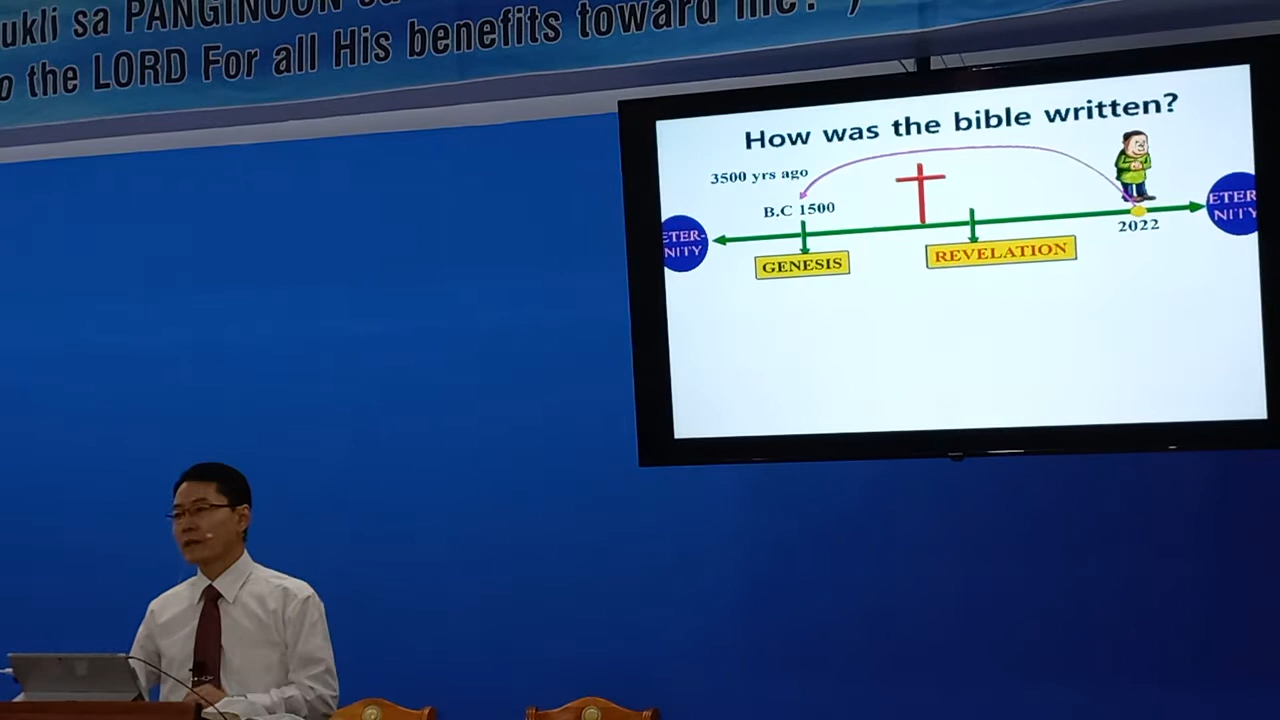 ukli sa PANGINOON
the LORD For all His benefits toward me? )
How was the bible written?
3500 yrs ago
B.C 1500
ETER-
NITY
ETER
NITY
2022
GENESIS
REVELATION